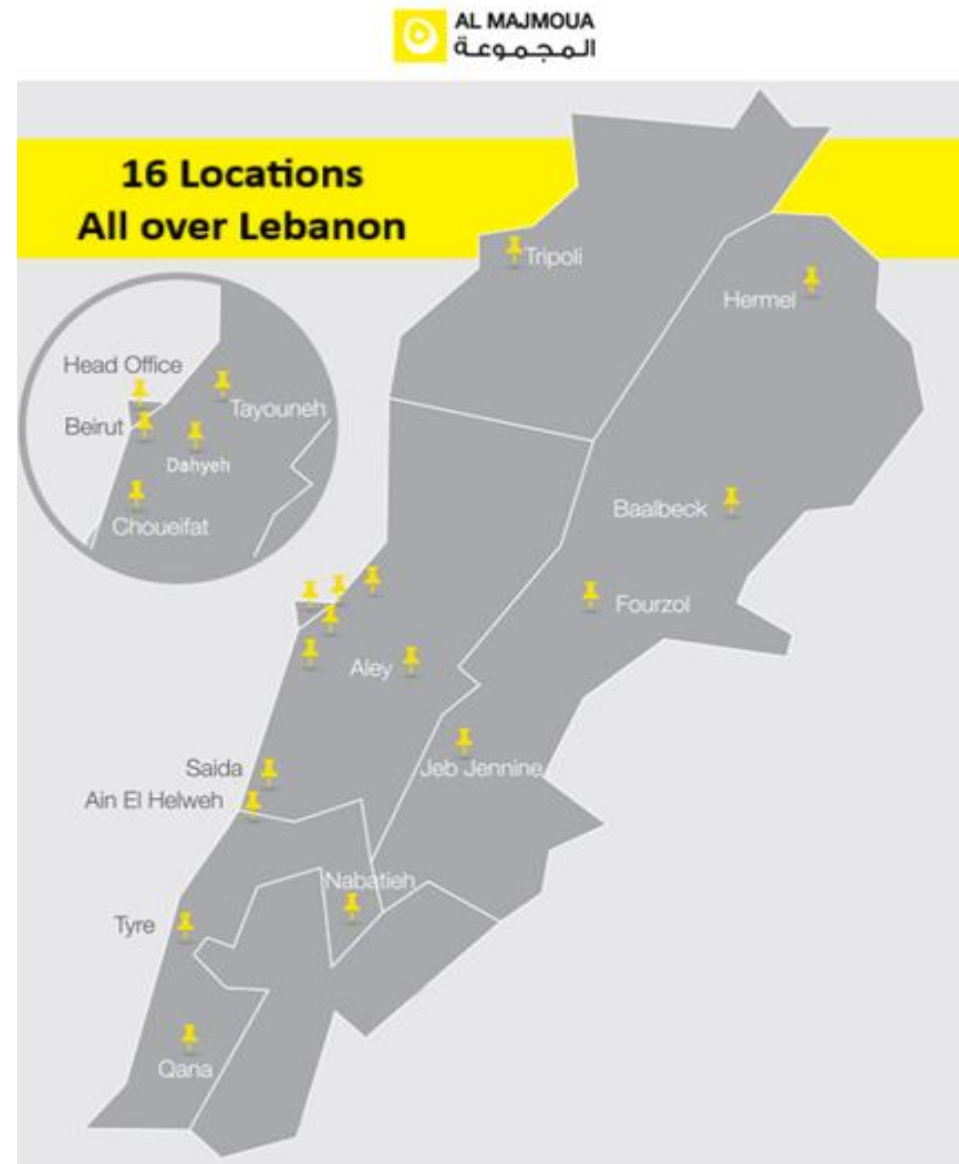 AL MAJMOUA
المجموعة
16 Locations
All over Lebanon
Tripoli
Hermel
Head Office
Tayouneh
Beirut
Dahyeh
Choueifat
Baalbeck
Fourzol
Aley
Saida
Jeb Jennine
Ain El Helweh
Nabatieh
Tyre
Qana